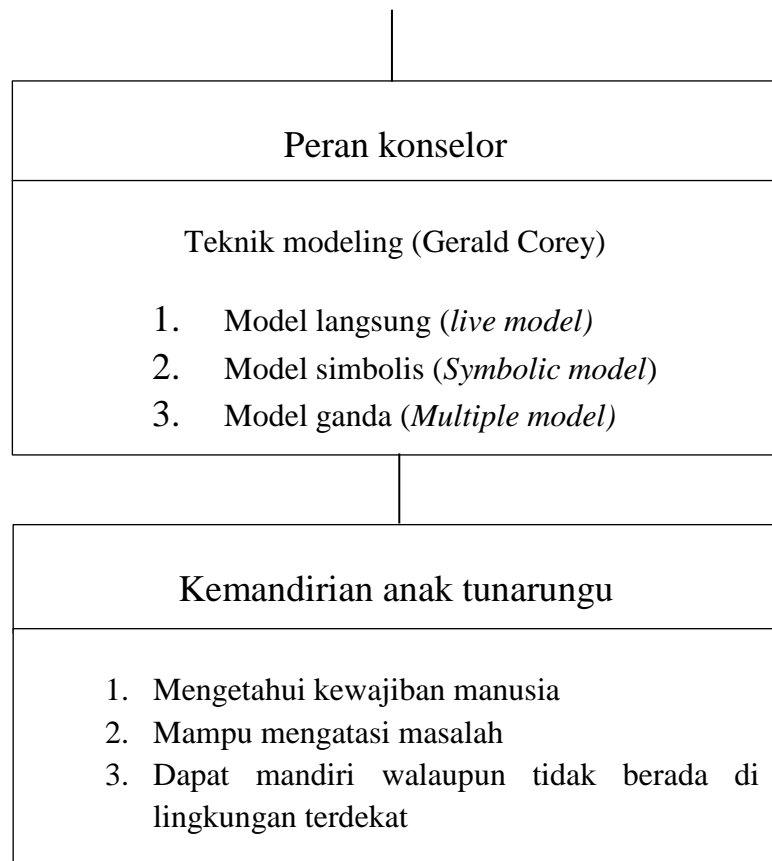 Peran konselor
Teknik modeling (Gerald Corey)
1. Model langsung (live model)
2. Model simbolis (Symbolic model)
3. Model ganda (Multiple model)
Kemandirian anak tunarungu
1. Mengetahui kewajiban manusia
2. Mampu mengatasi masalah
3. Dapat mandiri walaupun tidak berada di
lingkungan terdekat